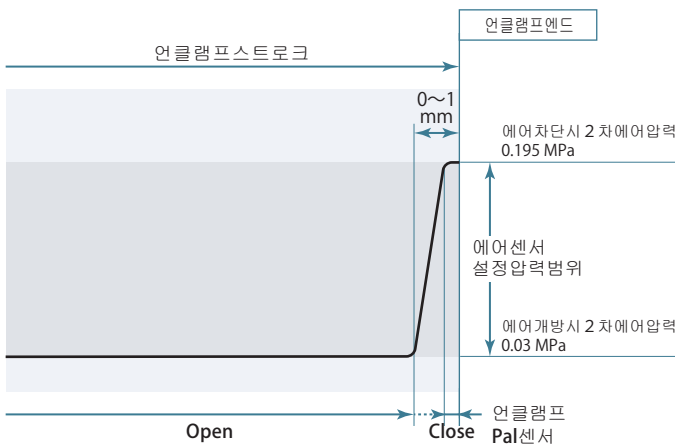 언클램프엔드
언클램프스트로크
0～1
mm
에어차단시 2 차에어압력
0.195 MPa
에어센서
설정압력범위
에어개방시 2 차에어압력
0.03 MPa
Open
Close
언클램프
Pal센서